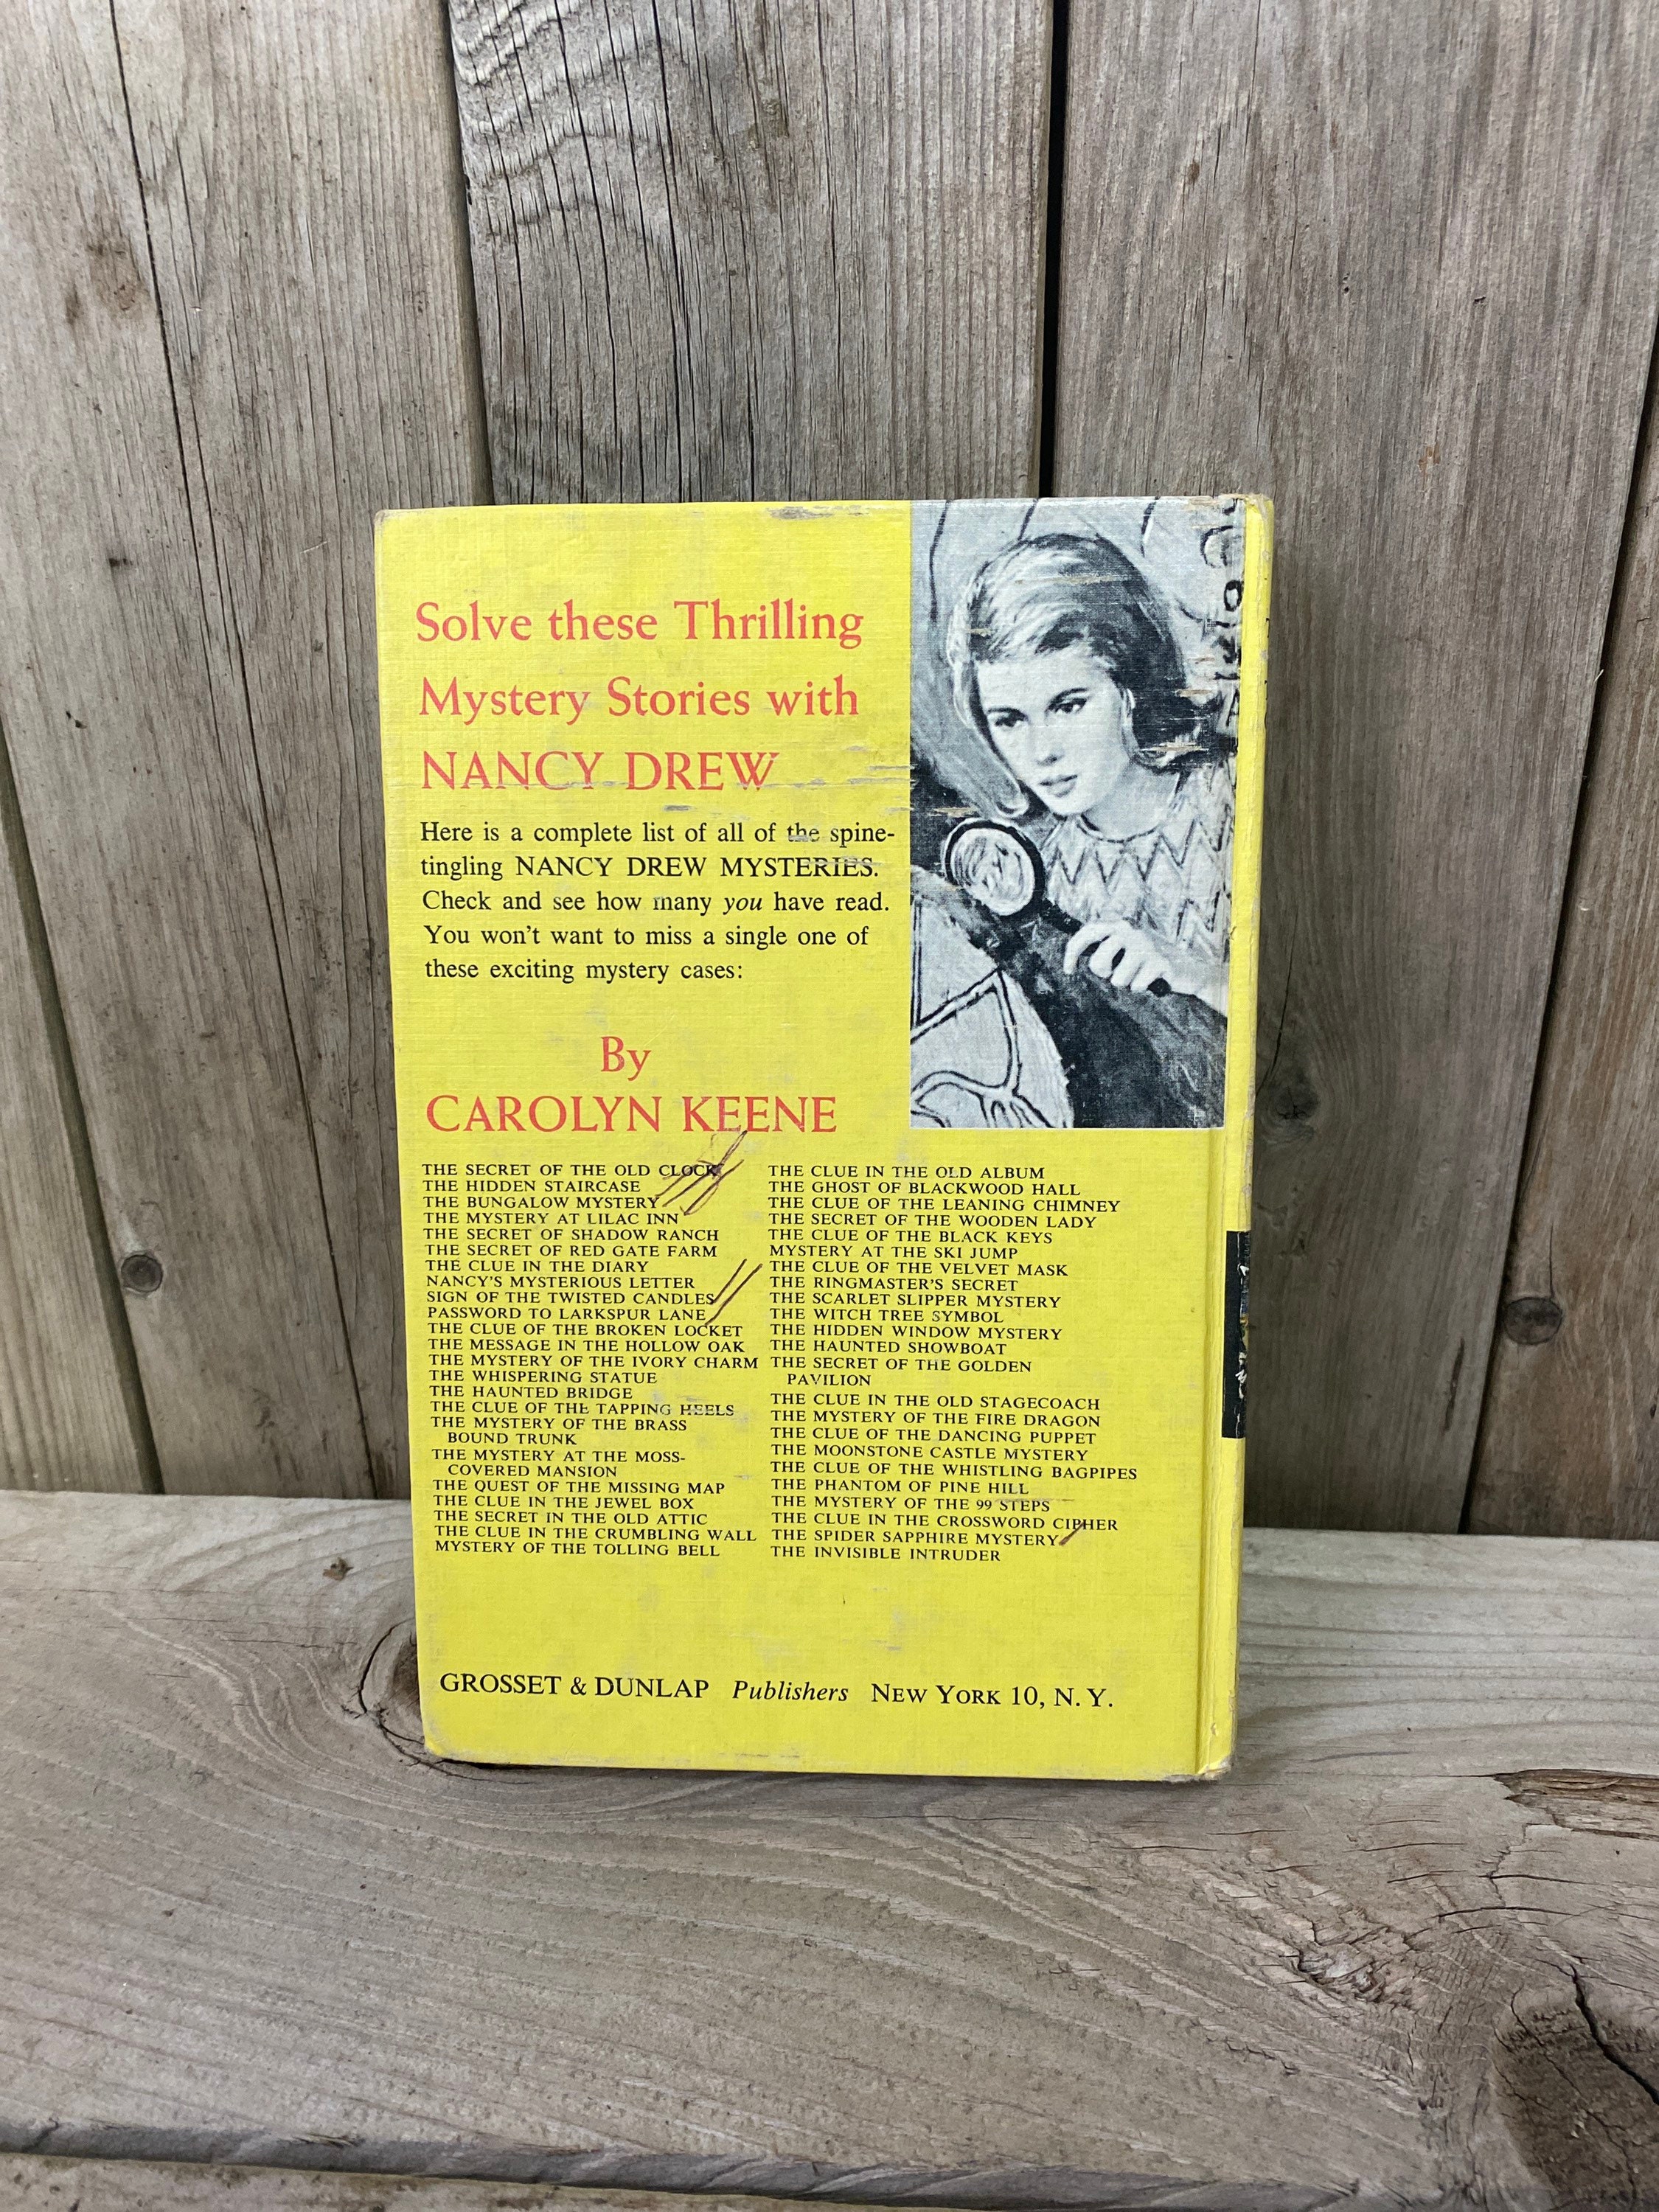 Solve these Thrilling
Mystery Stories with
NANCY DREW
Here is a complete list of all of the spine-
tingling NANCY DREW MYSTERIES.
Check and see how many you have read.
You won't want to miss a single one of
these exciting mystery cases:
By
CAROLYN KEENE
THE SECRET OF THE OLD CLOCK
THE HIDDEN STAIRCASE
THE BUNGALOW MYSTERY
THE MYSTERY AT LILAC INN
THE SECRET OF SHADOW RANCH
THE SECRET OF RED GATE FARM
THE CLUE IN THE DIARY
NANCY'S MYSTERIOUS LETTER
SIGN OF THE TWISTED CANDLES
PASSWORD TO LARKSPUR LANE
THE CLUE OF THE BROKEN LOCKET
THE MESSAGE IN THE HOLLOW OAK
THE MYSTERY OF THE IVORY CHARM
THE WHISPERING STATUE
THE HAUNTED BRIDGE
THE CLUE OF THE TAPPING HEELS
THE MYSTERY OF THE BRASS
BOUND TRUNK
THE MYSTERY AT THE MOSS-
COVERED MANSION
THE QUEST OF THE MISSING MAP
THE CLUE IN THE JEWEL BOX
THE SECRET IN THE OLD ATTIC
THE CLUE IN THE CRUMBLING WALL
MYSTERY OF THE TOLLING BELL
THE CLUE IN THE OLD ALBUM
THE GHOST OF BLACKWOOD HALL
THE CLUE OF THE LEANING CHIMNEY
THE SECRET OF THE WOODEN LADY
THE CLUE OF THE BLACK KEYS
MYSTERY AT THE SKI JUMP
THE CLUE OF THE VELVET MASK
THE RINGMASTER'S SECRET
THE SCARLET SLIPPER MYSTERY
THE WITCH TREE SYMBOL
THE HIDDEN WINDOW MYSTERY
THE HAUNTED SHOWBOAT
THE SECRET OF THE GOLDEN
PAVILION
THE CLUE IN THE OLD STAGECOACH
THE MYSTERY OF THE FIRE DRAGON
THE CLUE OF THE DANCING PUPPET
THE MOONSTONE CASTLE MYSTERY
THE CLUE OF THE WHISTLING BAGPIPES
THE PHANTOM OF PINE HILL
THE MYSTERY OF THE 99 STEPS
THE CLUE IN THE CROSSWORD CIPHER
THE SPIDER SAPPHIRE MYSTERY
THE INVISIBLE INTRUDER
GROSSET & DUNLAP Publishers NEW YORK 10, N. Y.